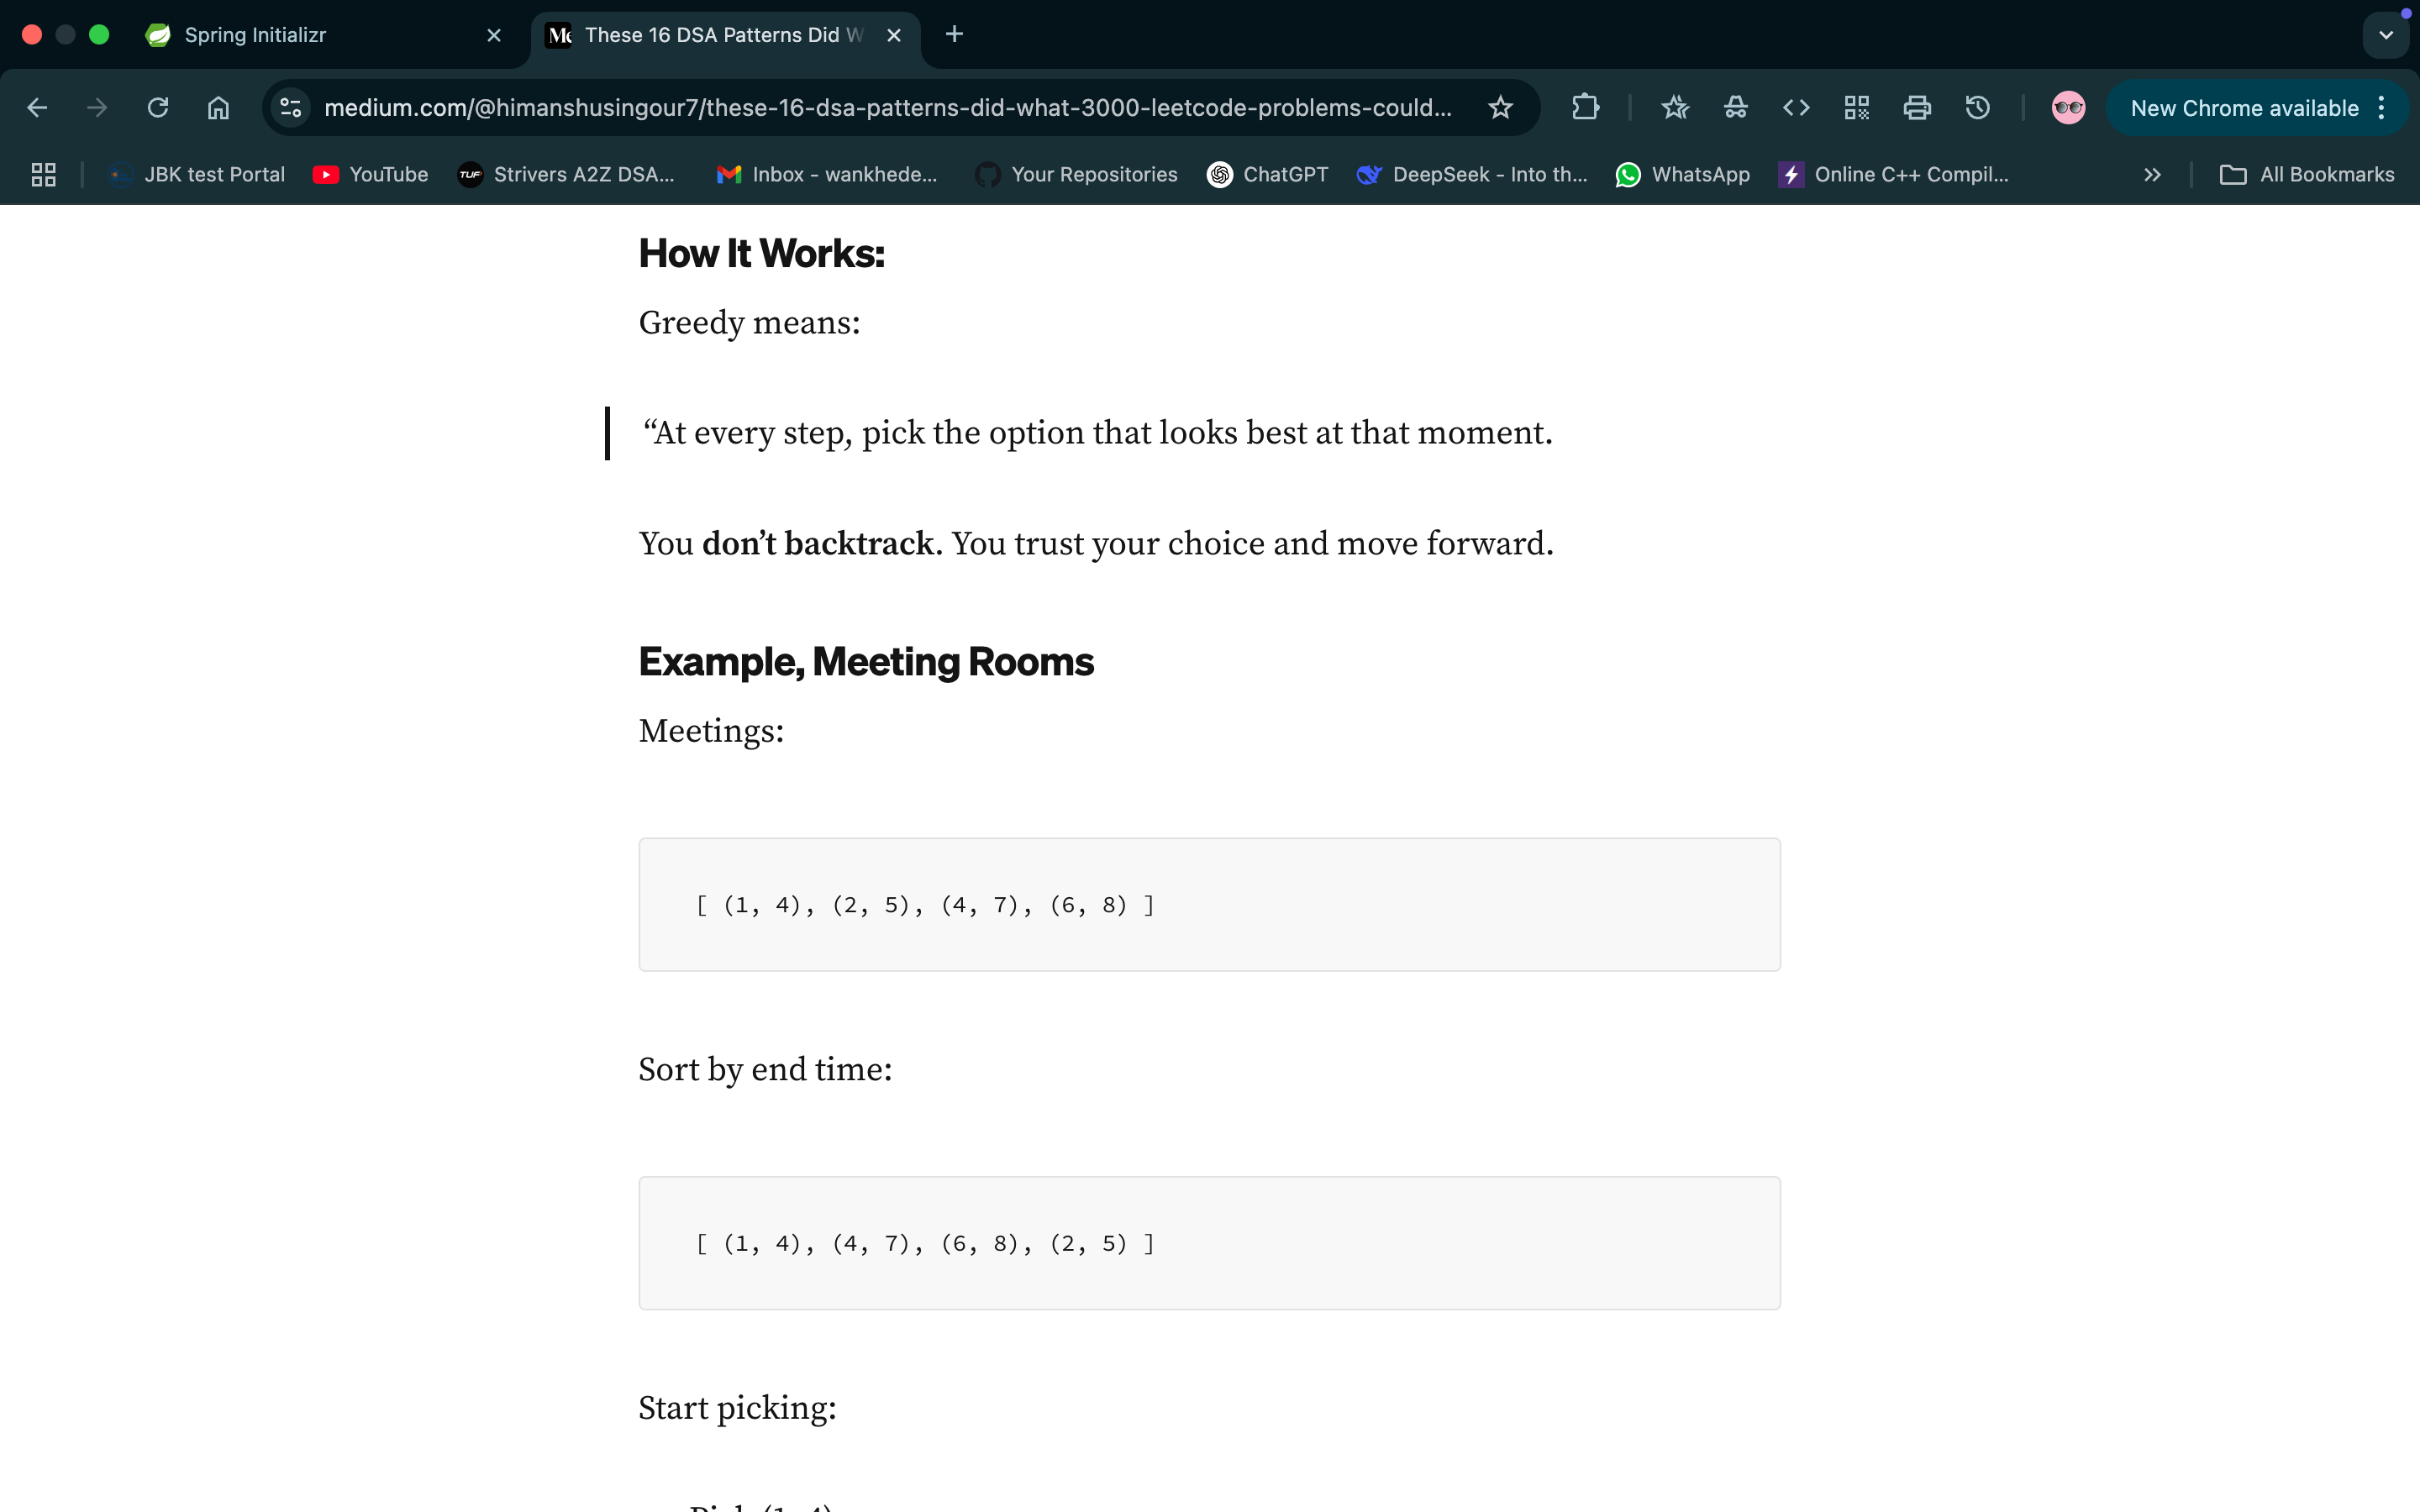 Spring Initializr
Me These 16 DSA Patterns Did W
medium.com/@himanshusingour7/these-16-dsa-patterns-did-what-3000-leetcode-problems-could...
New Chrome available
JBK test Portal
YouTube
TUF Strivers A2Z DSA...
Inbox - wankhede...
Your Repositories
ChatGPT
DeepSeek - Into th...
WhatsApp
Online C++ Compil...
All Bookmarks
How It Works:
Greedy means:
“At every step, pick the option that looks best at that moment.
You don’t backtrack. You trust your choice and move forward.
Example, Meeting Rooms
Meetings:
[ (1, 4), (2, 5), (4, 7), (6, 8) ]
Sort by end time:
[ (1, 4), (4, 7), (6, 8), (2, 5) ]
Start picking: